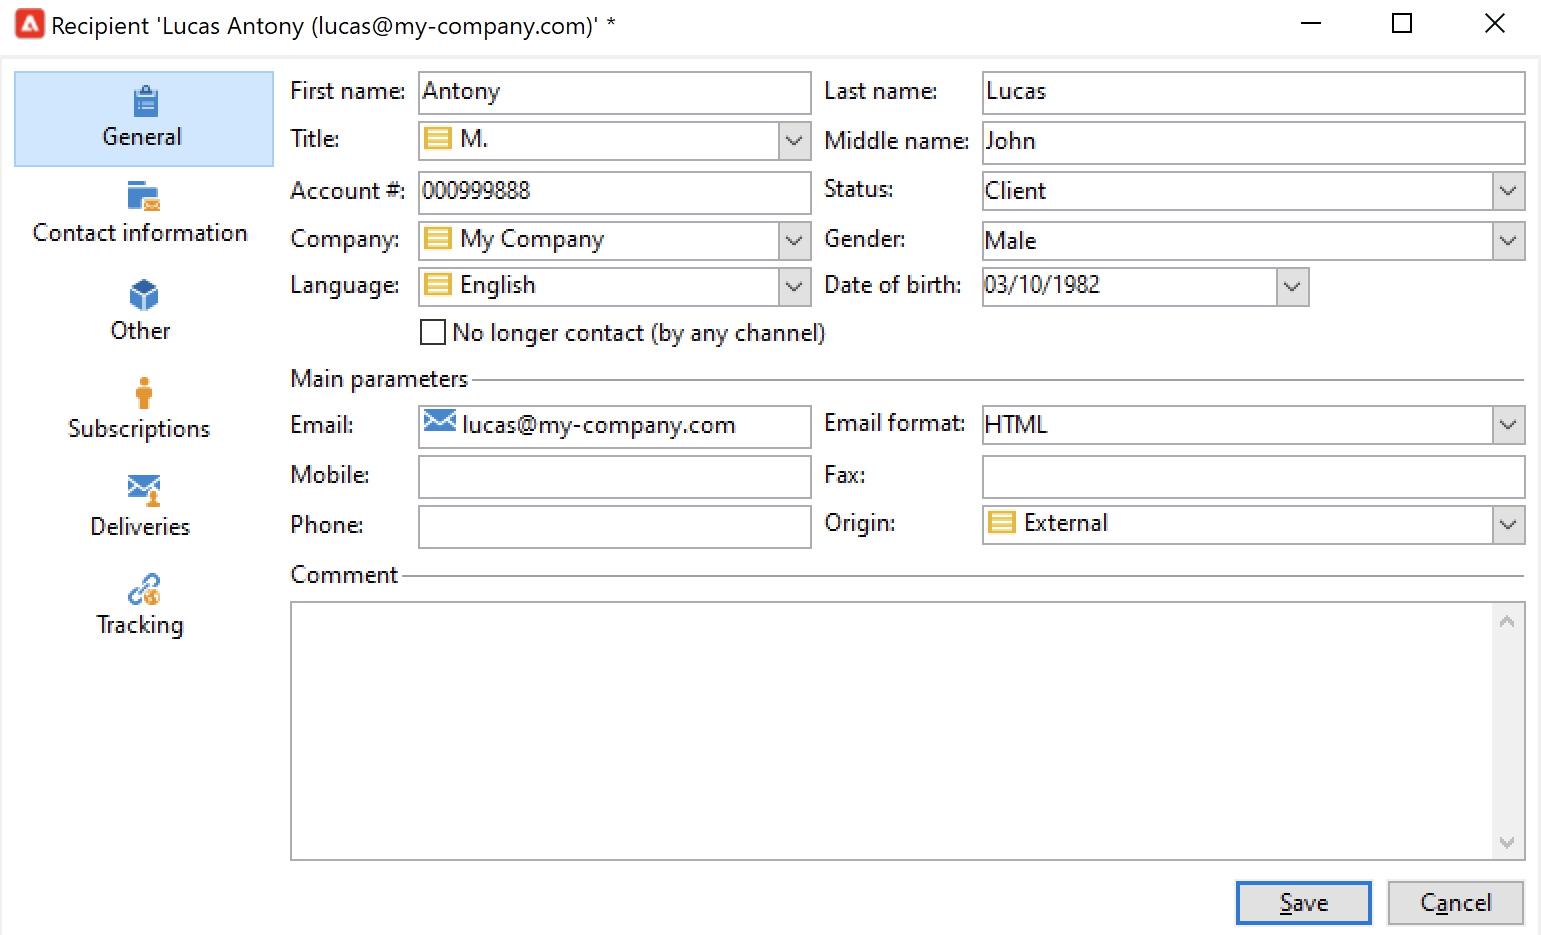 Recipient 'Lucas Antony (lucas@my-company.com)' *
General
Contact information
Other
Subscriptions
Deliveries
Tracking
First name: Antony Last name: Lucas
Title: M. Middle name: John
Account #: 000999888 Status: Client
Company: My Company Gender: Male
Language: English Date of birth: 03/10/1982
No longer contact (by any channel)
Main parameters
Email: lucas@my-company.com Email format: HTML
Mobile: Fax:
Phone: Origin: External
Comment
Save Cancel